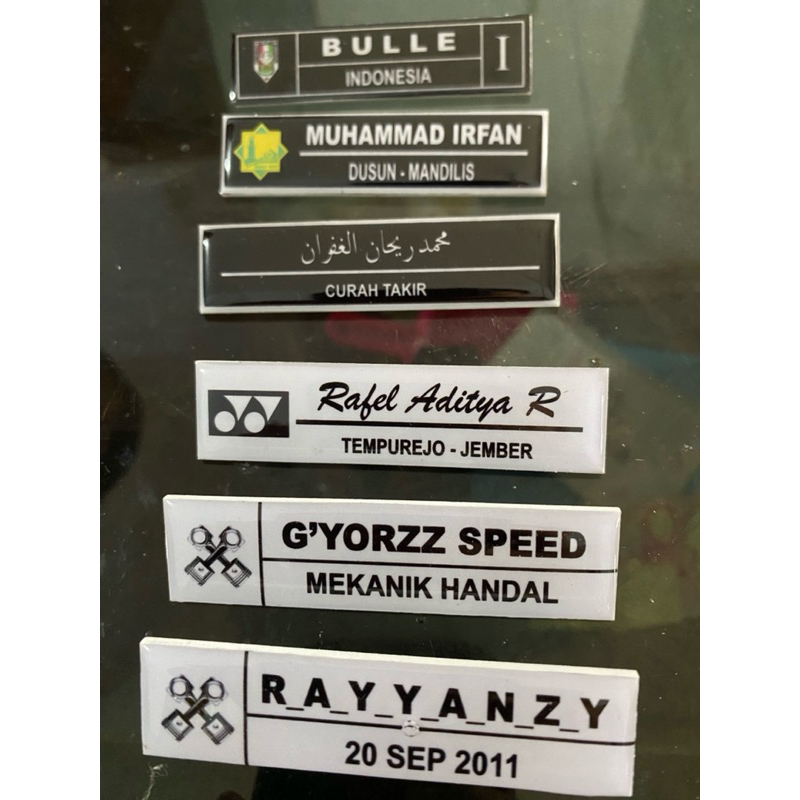 BULLE
INDONESIA
I
MUHAMMAD IRFAN
DUSUN - MANDILIS
محمد ريحان الغفوان
CURAH TAKIR
Rafel Aditya R
TEMPUREJO - JEMBER
G'YORZZ SPEED
MEKANIK HANDAL
R_A_Y_Y_A_N_Z_Y
20 SEP 2011